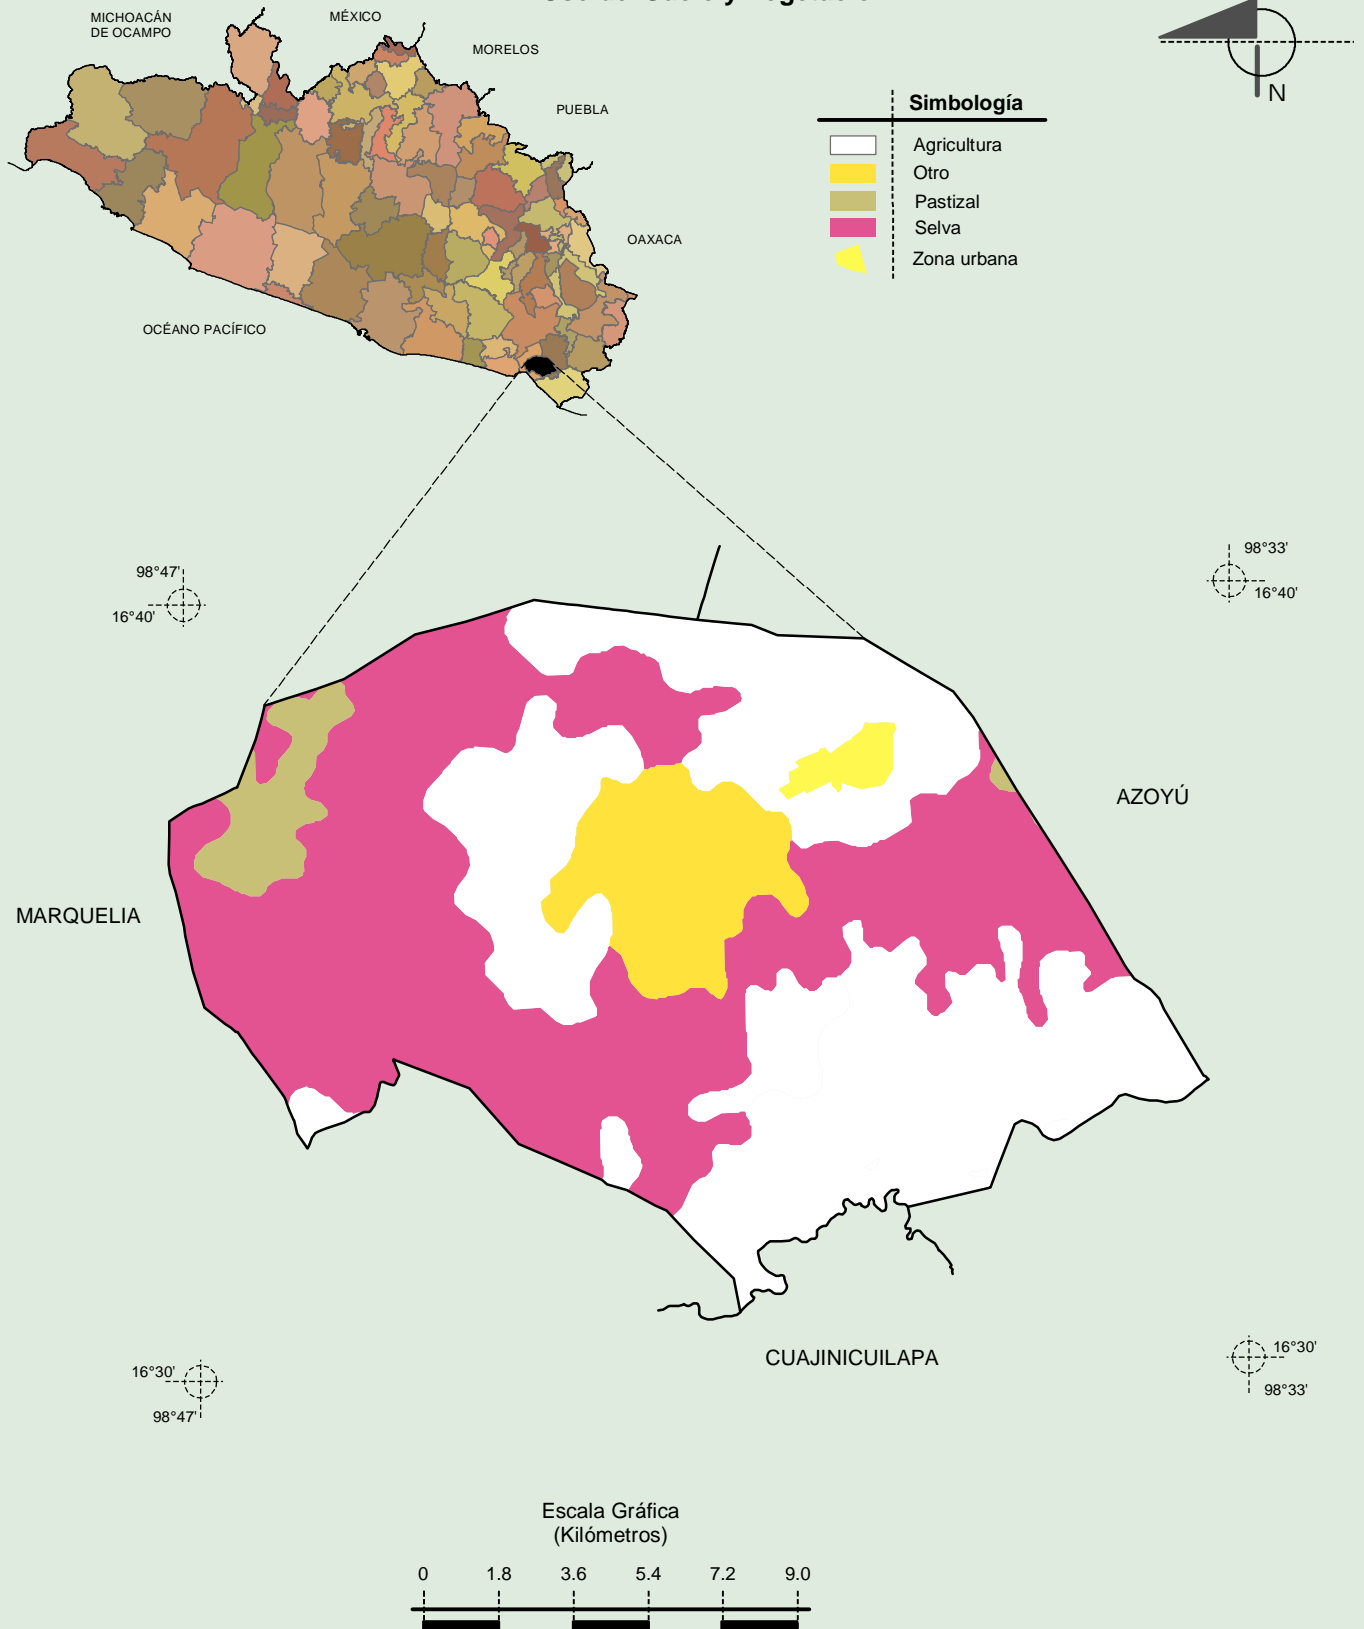 MICHOACÁN
DE OCAMPO
MÉXICO
MORELOS
PUEBLA
OAXACA
OCÉANO PACÍFICO
N
Simbología
Agricultura
Otro
Pastizal
Selva
Zona urbana
98°47'
16°40'
98°33'
16°40'
AZOYÚ
MARQUELIA
CUAJINICUILAPA
16°30'
98°47'
16°30'
98°33'
Escala Gráfica
(Kilómetros)
0 1.8 3.6 5.4 7.2 9.0